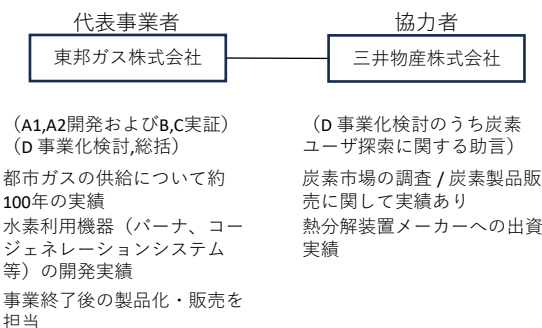 代表事業者
東邦ガス株式会社
（A1,A2開発およびB,C実証）
（D 事業化検討,総括）
都市ガスの供給について約
100年の実績
水素利用機器（バーナ、コー
ジェネレーションシステム
等）の開発実績
事業終了後の製品化・販売を
担当
協力者
三井物産株式会社
（D 事業化検討のうち炭素
ユーザ探索に関する助言）
炭素市場の調査 / 炭素製品販
売に関して実績あり
熱分解装置メーカーへの出資
実績